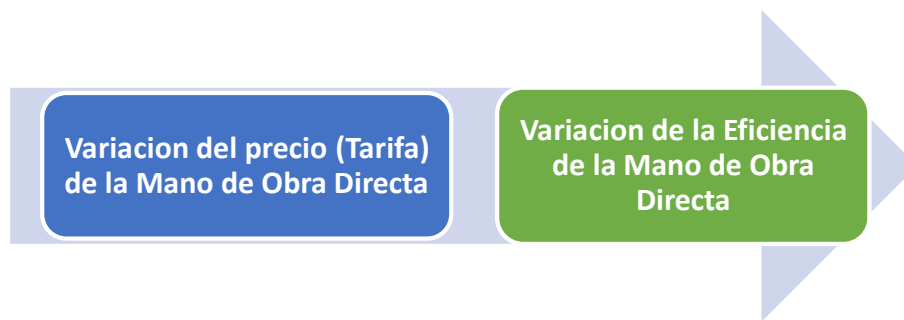 Variacion del precio (Tarifa)
de la Mano de Obra Directa
Variacion de la Eficiencia
de la Mano de Obra
Directa